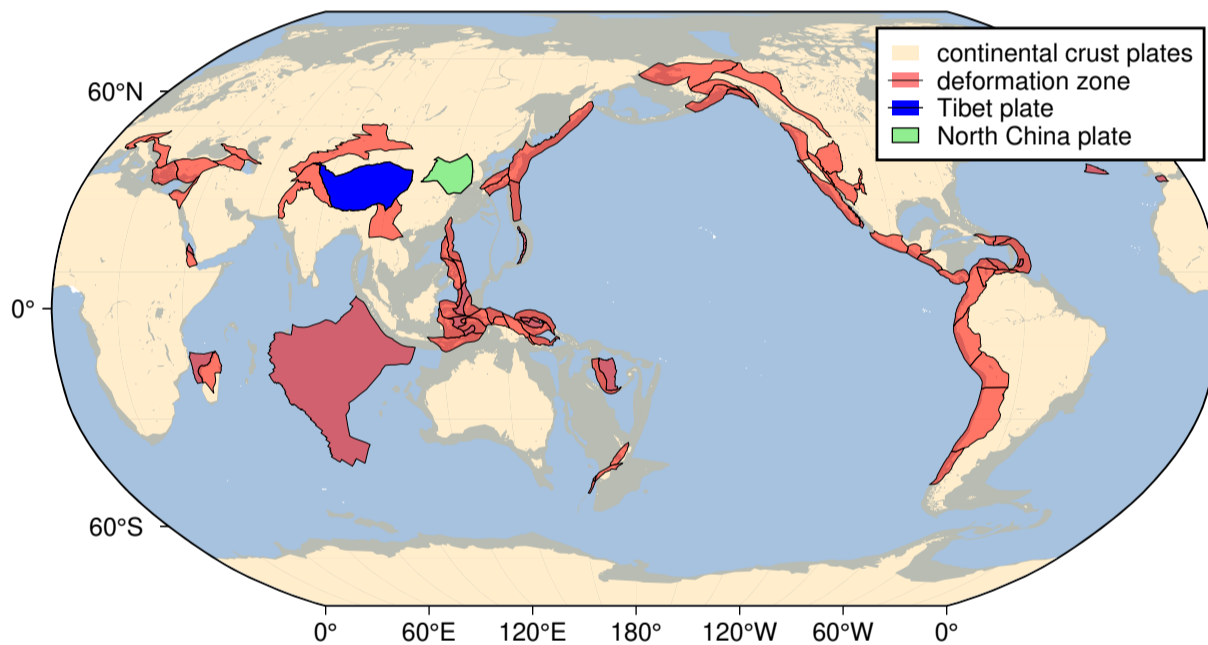 continental crust plates
deformation zone
Tibet plate
North China plate
60°N
0°
60°S
0°
60°E
120°E
180°
120°W
60°W
0°